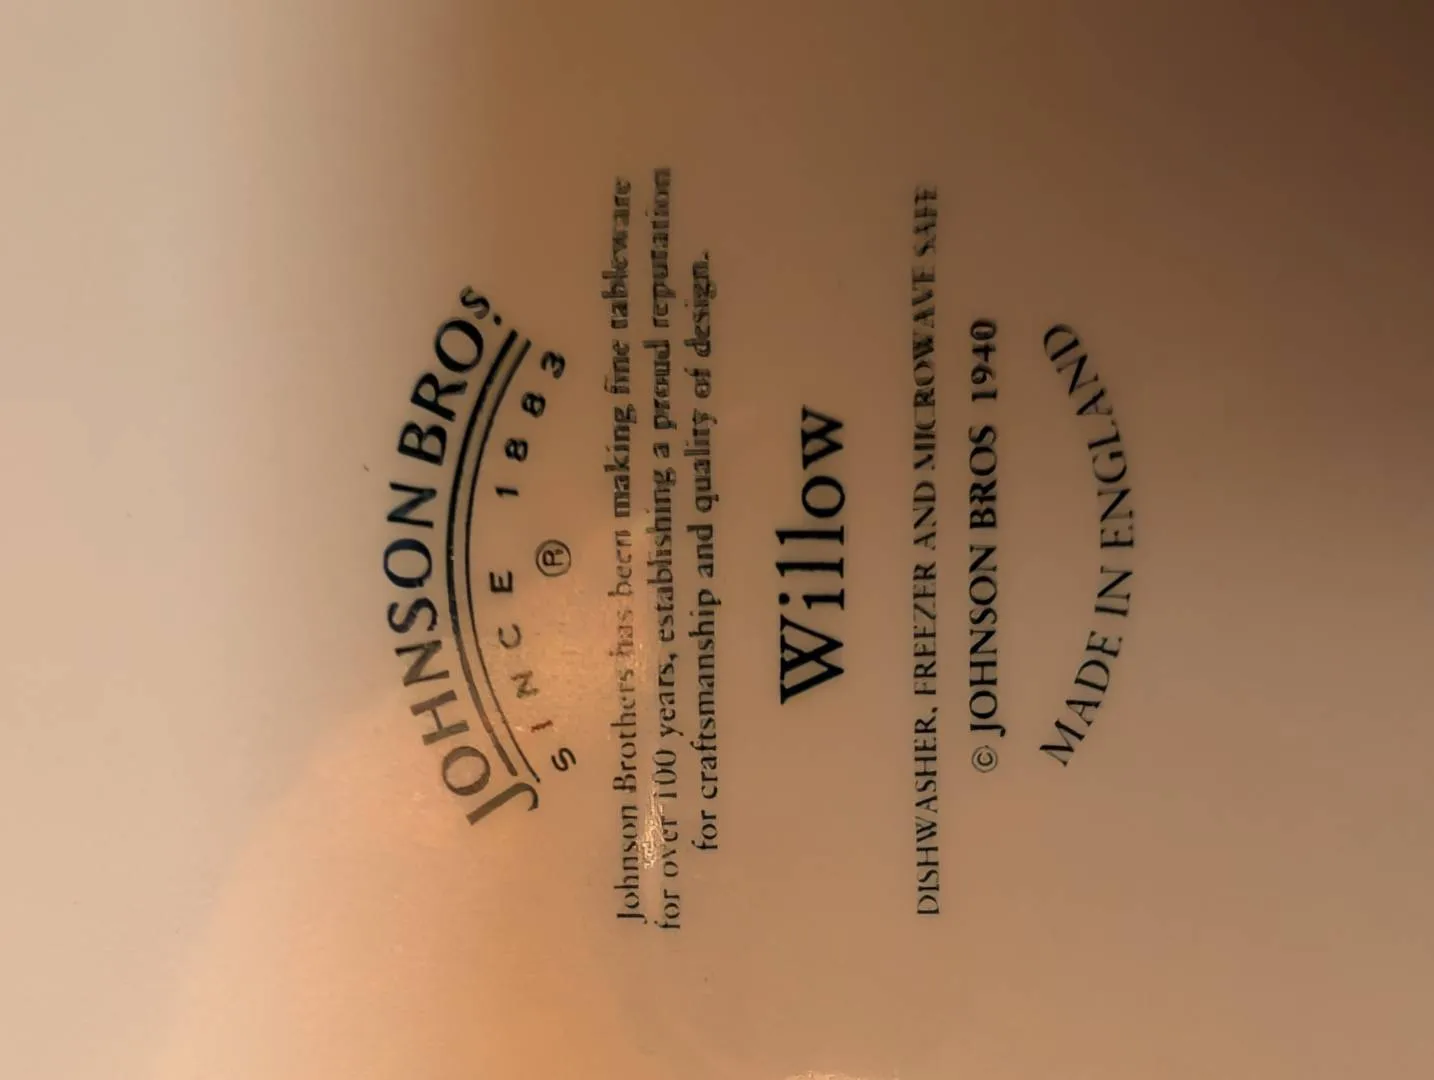 JOHNSON BROS.
SINCE 1883
®
Johnson Brothers has been making fine tableware
for over 100 years, establishing a proud reputation
for craftsmanship and quality of design.
Willow
DISHWASHER, FREEZER AND MICROWAVE SAFE
© JOHNSON BROS 1940
MADE IN ENGLAND